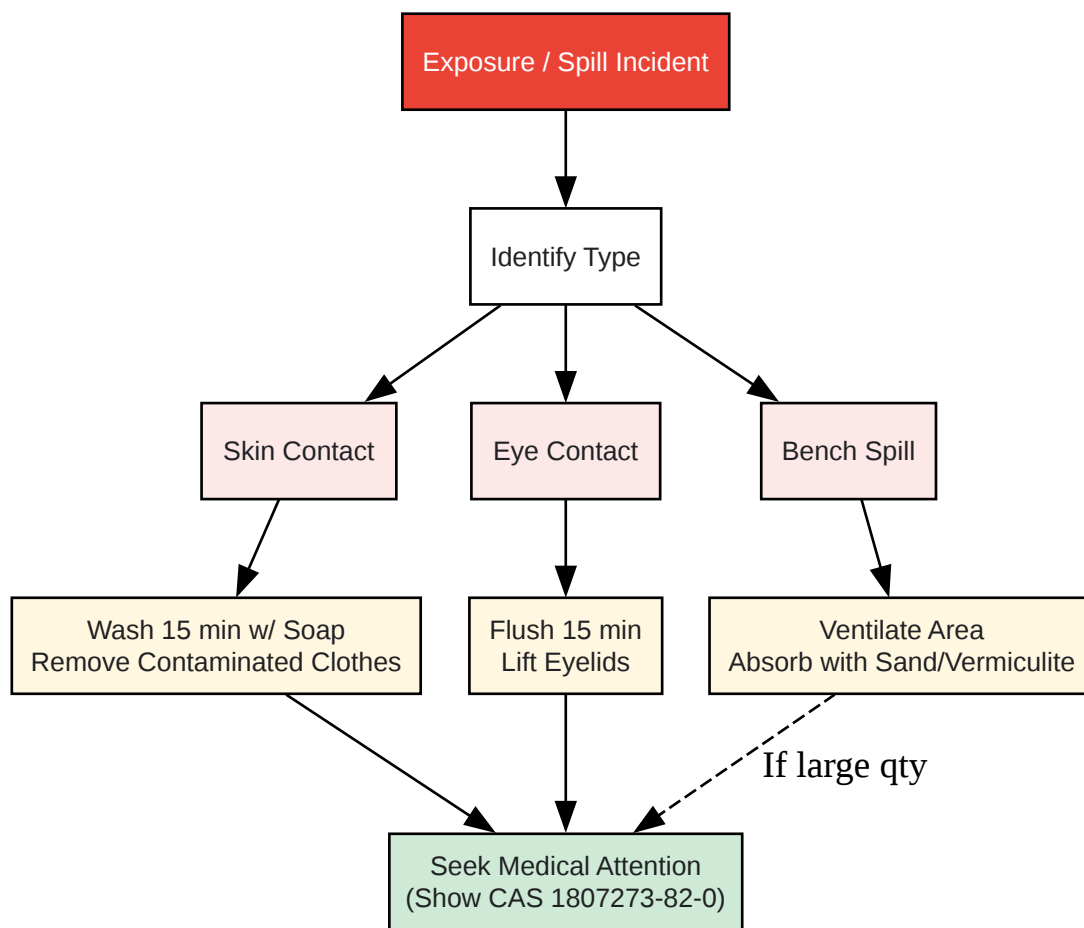 Exposure / Spill Incident
Identify Type
Skin Contact
Eye Contact
Bench Spill
Wash 15 min w/ Soap
Remove Contaminated Clothes
Flush 15 min
Lift Eyelids
Ventilate Area
Absorb with Sand/Vermiculite
If large qty
Seek Medical Attention
(Show CAS 1807273-82-0)